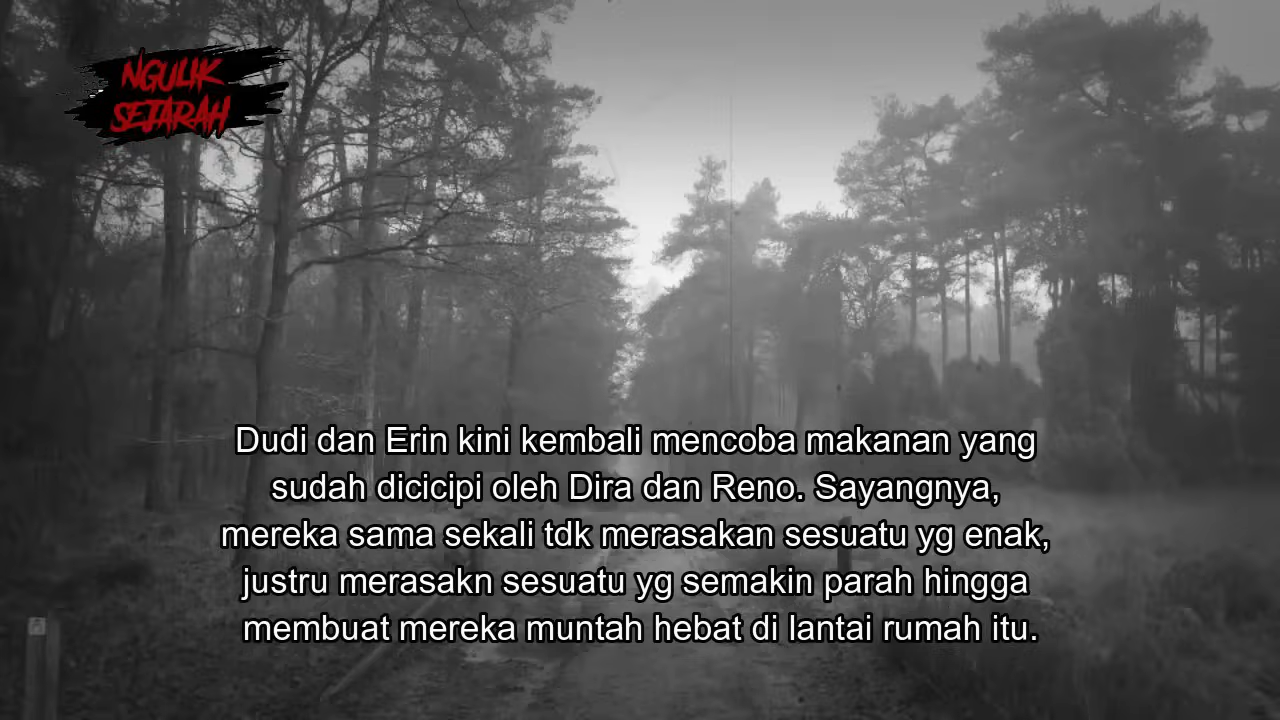 NGULIK
SEJARAH
Dudi dan Erin kini kembali mencoba makanan yang
sudah dicicipi oleh Dira dan Reno. Sayangnya,
mereka sama sekali tdk merasakan sesuatu yg enak,
justru merasakn sesuatu yg semakin parah hingga
membuat mereka muntah hebat di lantai rumah itu.